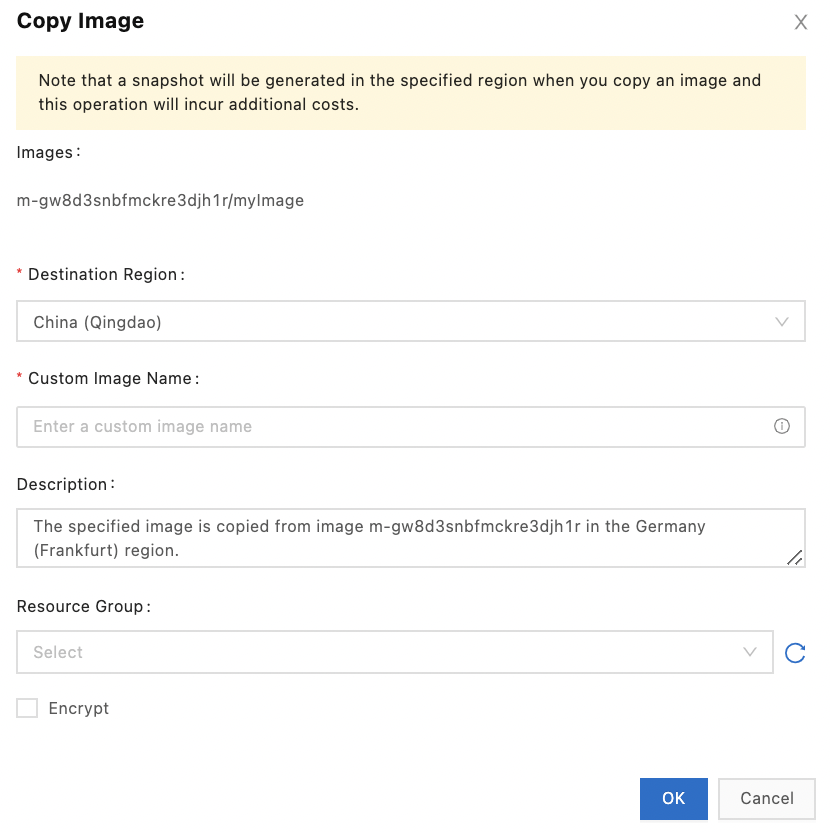 Copy Image
X
Note that a snapshot will be generated in the specified region when you copy an image and
this operation will incur additional costs.
Images:
m-gw8d3snbfmckre3djh1r/myImage
* Destination Region:
China (Qingdao)
* Custom Image Name:
Enter a custom image name
Description:
The specified image is copied from image m-gw8d3snbfmckre3djh1r in the Germany
(Frankfurt) region.
Resource Group:
Select
Encrypt
OK
Cancel